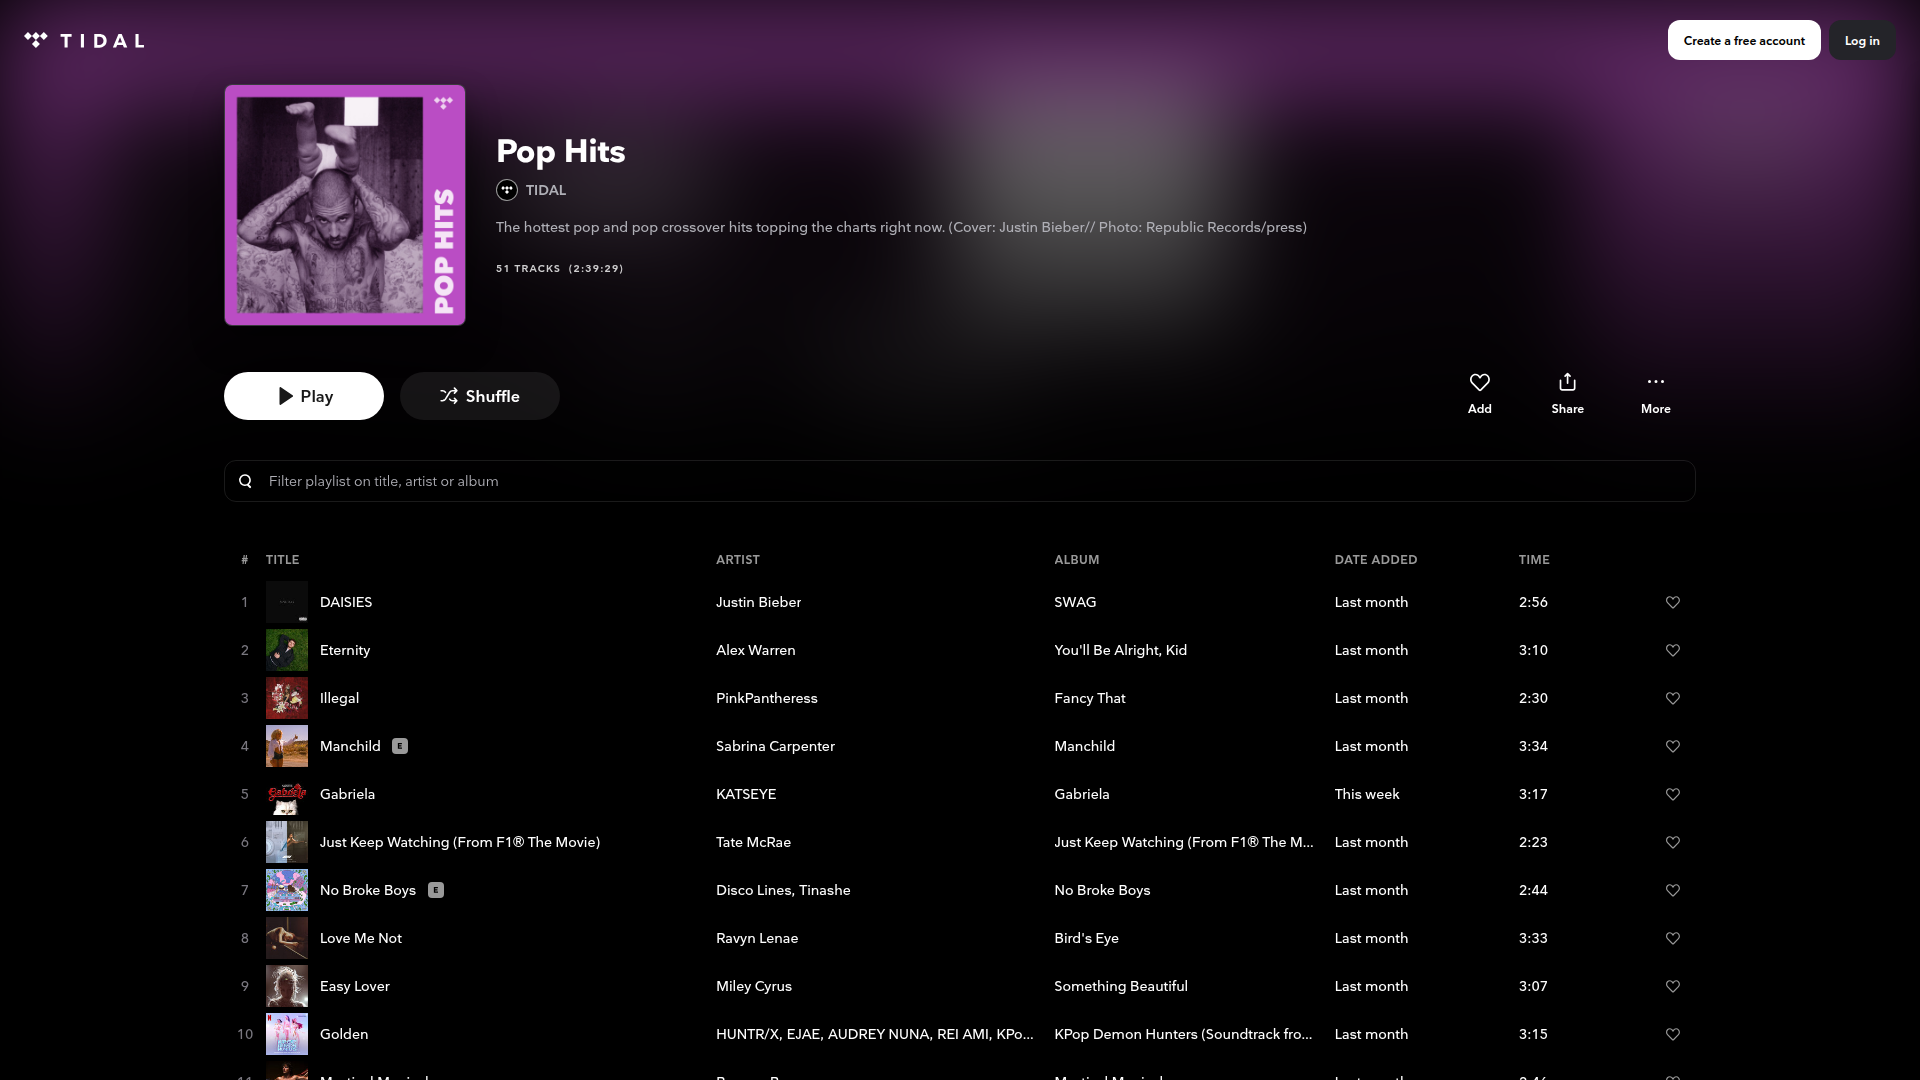 TIDAL
Create a free account
Log in
POP HITS
Pop Hits
TIDAL
The hottest pop and pop crossover hits topping the charts right now. (Cover: Justin Bieber// Photo: Republic Records/press)
51 TRACKS (2:39:29)
Play
Shuffle
Add
Share
More
Filter playlist on title, artist or album
# TITLE ARTIST ALBUM DATE ADDED TIME
1 DAISIES Justin Bieber SWAG Last month 2:56
2 Eternity Alex Warren You'll Be Alright, Kid Last month 3:10
3 Illegal PinkPantheress Fancy That Last month 2:30
4 Manchild E Sabrina Carpenter Manchild Last month 3:34
5 Gabriela KATSEYE Gabriela This week 3:17
6 Just Keep Watching (From F1® The Movie) Tate McRae Just Keep Watching (From F1® The M... Last month 2:23
7 No Broke Boys E Disco Lines, Tinashe No Broke Boys Last month 2:44
8 Love Me Not Ravyn Lenae Bird's Eye Last month 3:33
9 Easy Lover Miley Cyrus Something Beautiful Last month 3:07
10 Golden HUNTR/X, EJAE, AUDREY NUNA, REI AMI, KPo... KPop Demon Hunters (Soundtrack fro... Last month 3:15